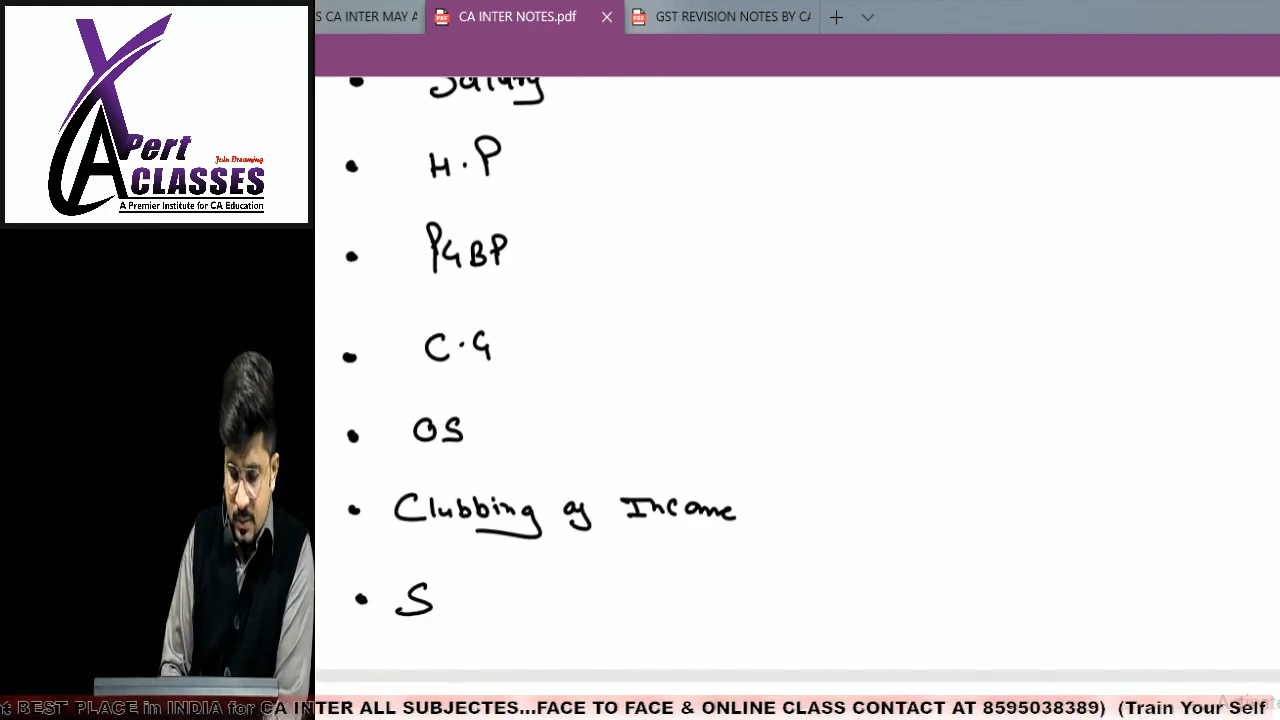 S CA INTER MAY A
CA INTER NOTES.pdf
GST REVISION NOTES BY CA
XPert
Join Dreaming
CA CLASSES
A Premier Institute for CA Education
• Salary
• H.P
• PGBP
• C.G
• OS
• Clubbing of Income
• S
BEST PLACE in INDIA for CA INTER ALL SUBJECTES...FACE TO FACE & ONLINE CLASS CONTACT AT 8595038389) (Train Your Self